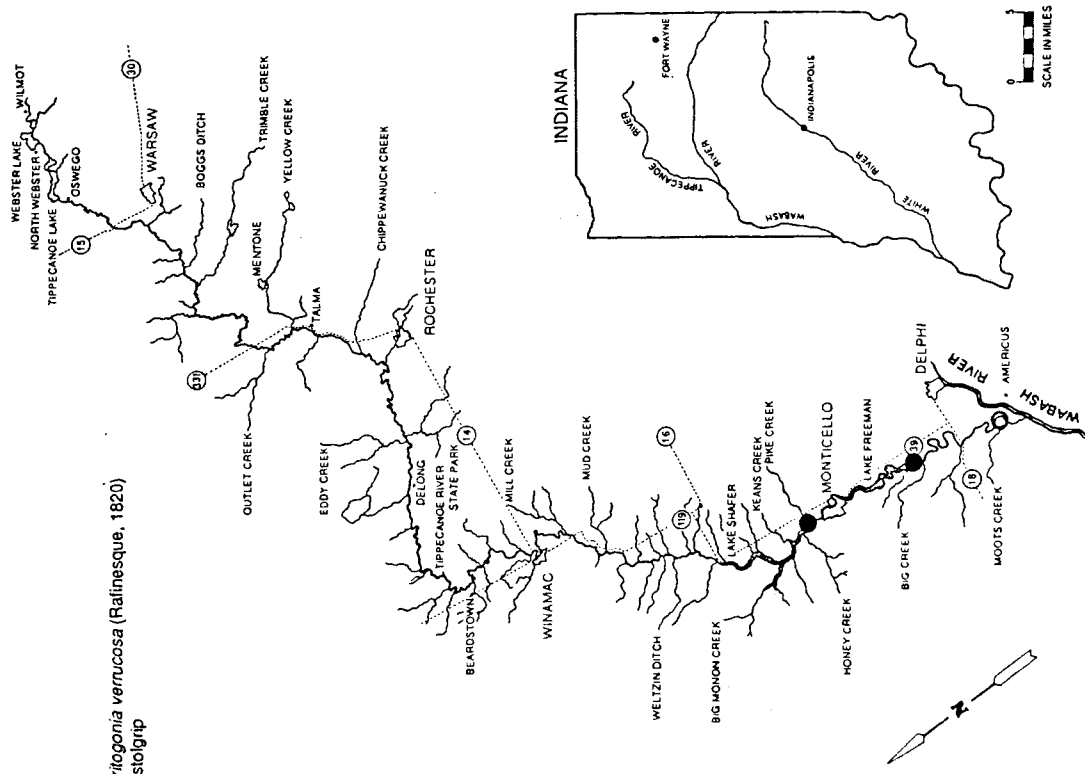 ritogonia verrucosa (Rafinesque, 1820)
stolgrip
WEBSTER LAKE
WILMOT
NORTH WEBSTER
TIPPECANOE LAKE
OSWEGO
15
30
WARSAW
BOGGS DITCH
TRIMBLE CREEK
YELLOW CREEK
MENTONE
331
TALMA
OUTLET CREEK
CHIPPEWANUCK CREEK
ROCHESTER
EDDY CREEK
DELONG
TIPPECANOE RIVER
STATE PARK
14
MILL CREEK
BEARDSTOWN
WINAMAC
MUD CREEK
16
119
WELTZIN DITCH
LAKE SHAFER
KEANS CREEK
PIKE CREEK
BIG MONON CREEK
MONTICELLO
HONEY CREEK
LAKE FREEMAN
39
BIG CREEK
DELPHI
18
MOOTS CREEK
AMERICUS
WABASH
RIVER
N
INDIANA
FORT WAYNE
TIPPECANOE
RIVER
WABASH
RIVER
INDIANAPOLIS
WHITE
RIVER
0 5
SCALE IN MILES